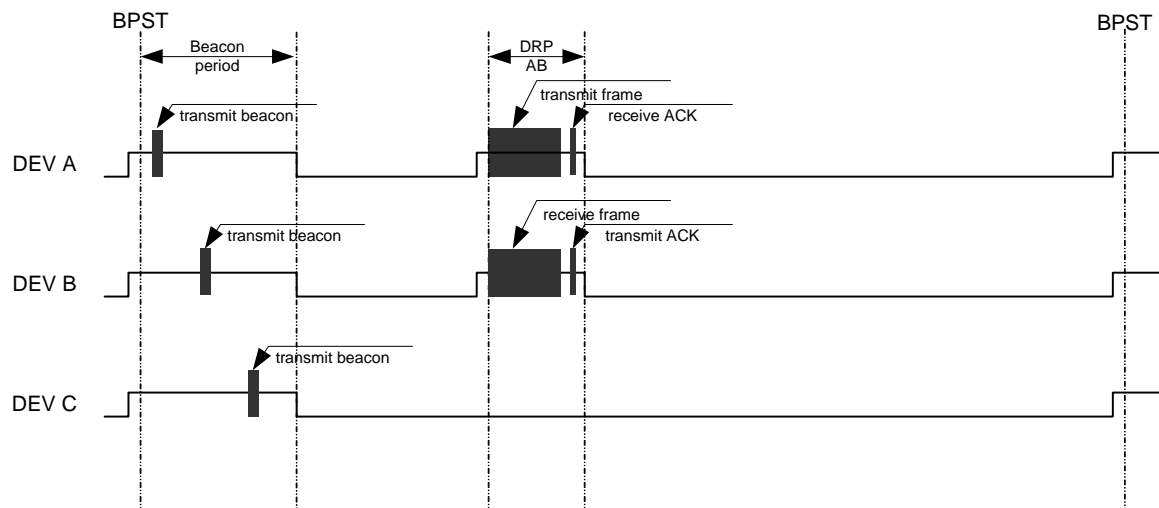 BPST
BPST
Beacon
period
DRP
AB
transmit frame
transmit beacon
receive ACK
DEV A
receive frame
transmit beacon
transmit ACK
DEV B
transmit beacon
DEV C